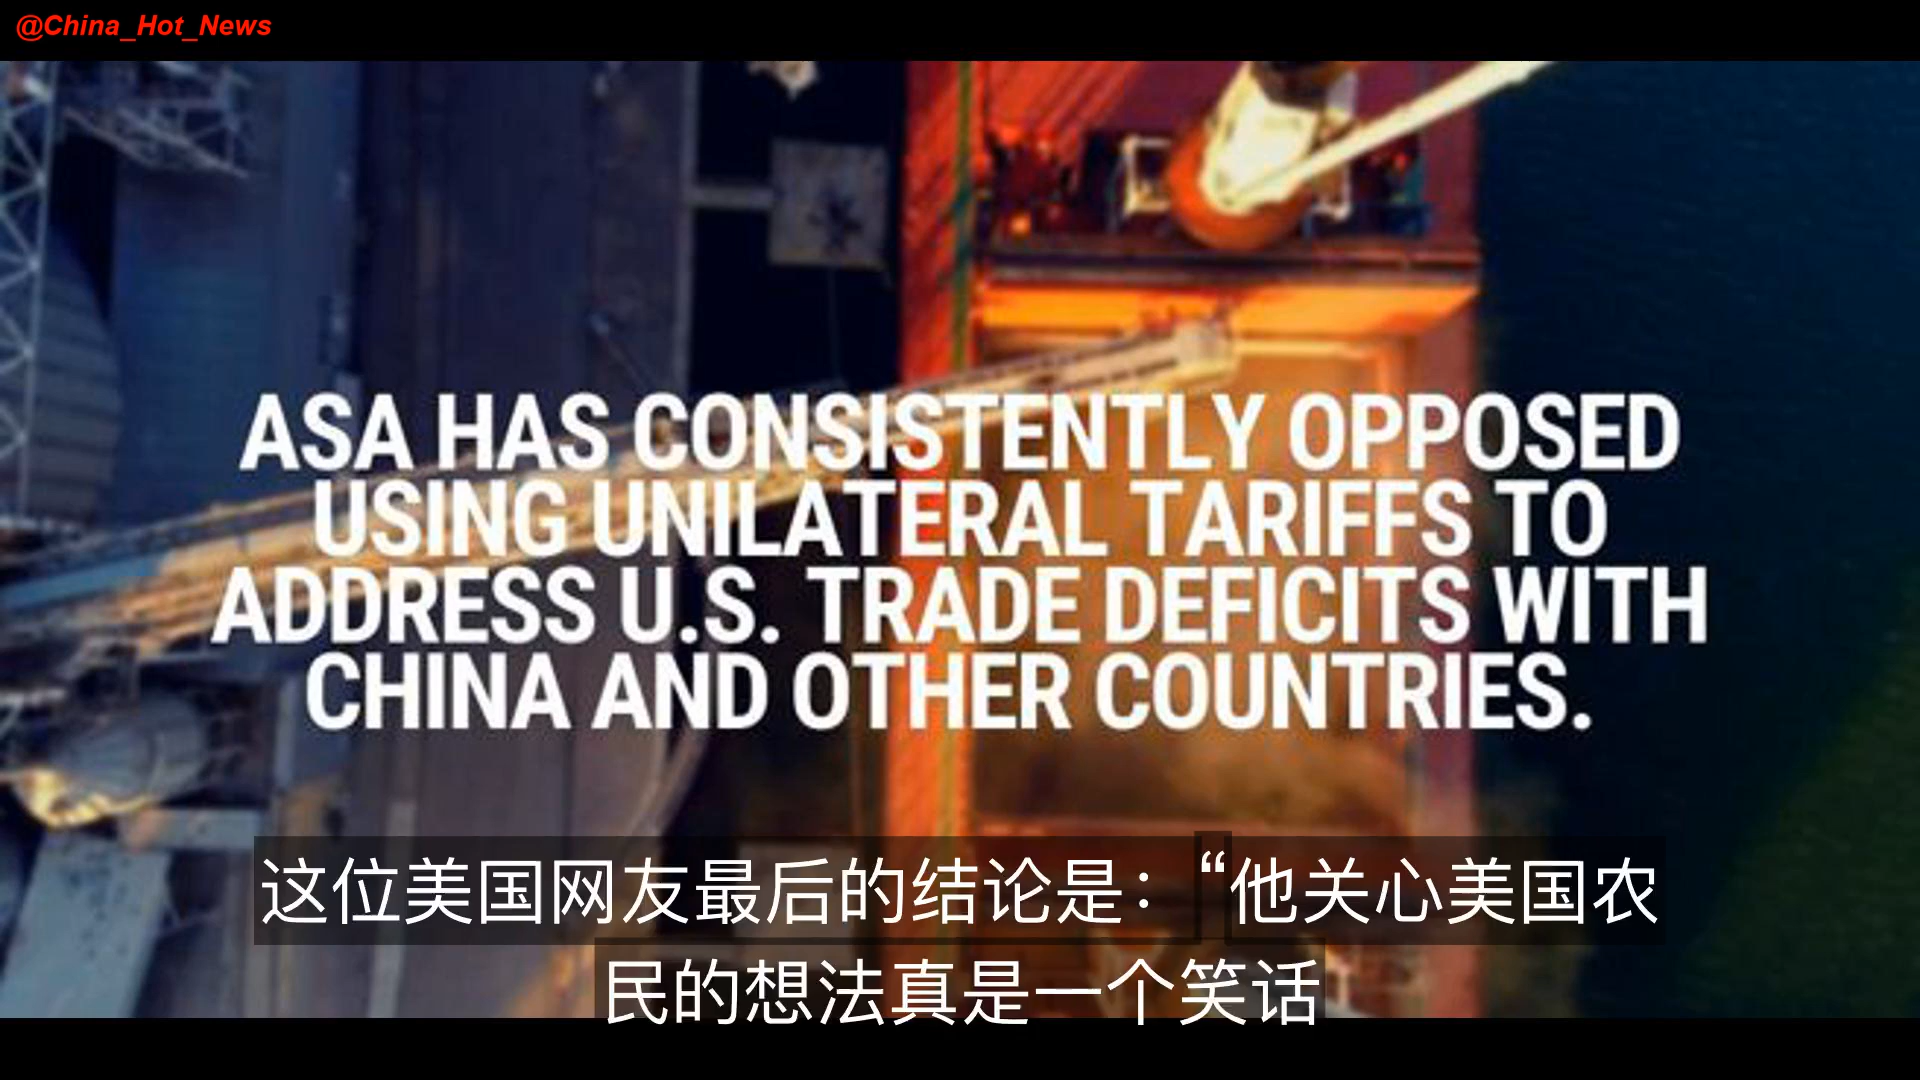 @China_Hot_News
ASA HAS CONSISTENTLY OPPOSED
USING UNILATERAL TARIFFS TO
ADDRESS U.S. TRADE DEFICITS WITH
CHINA AND OTHER COUNTRIES.
这位美国网友最后的结论是：“他关心美国农
民的想法真是一个笑话